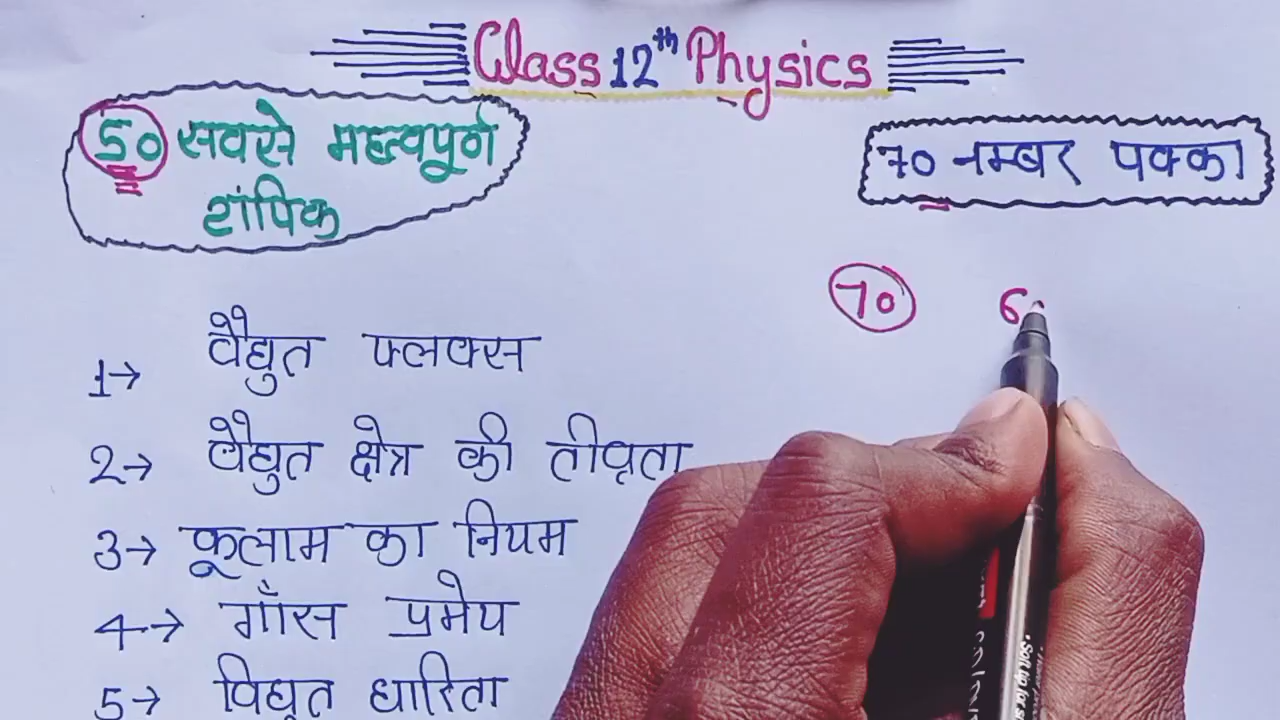 Class 12th Physics
50 सबसे महत्वपूर्ण
टांपिक
70 नम्बर पक्का
70 6
1→ वैद्युत फ्लक्स
2→ वैद्युत क्षेत्र की तीव्रता
3→ कूलाम का नियम
4→ गाँस प्रमेय
5→ विद्युत धारिता